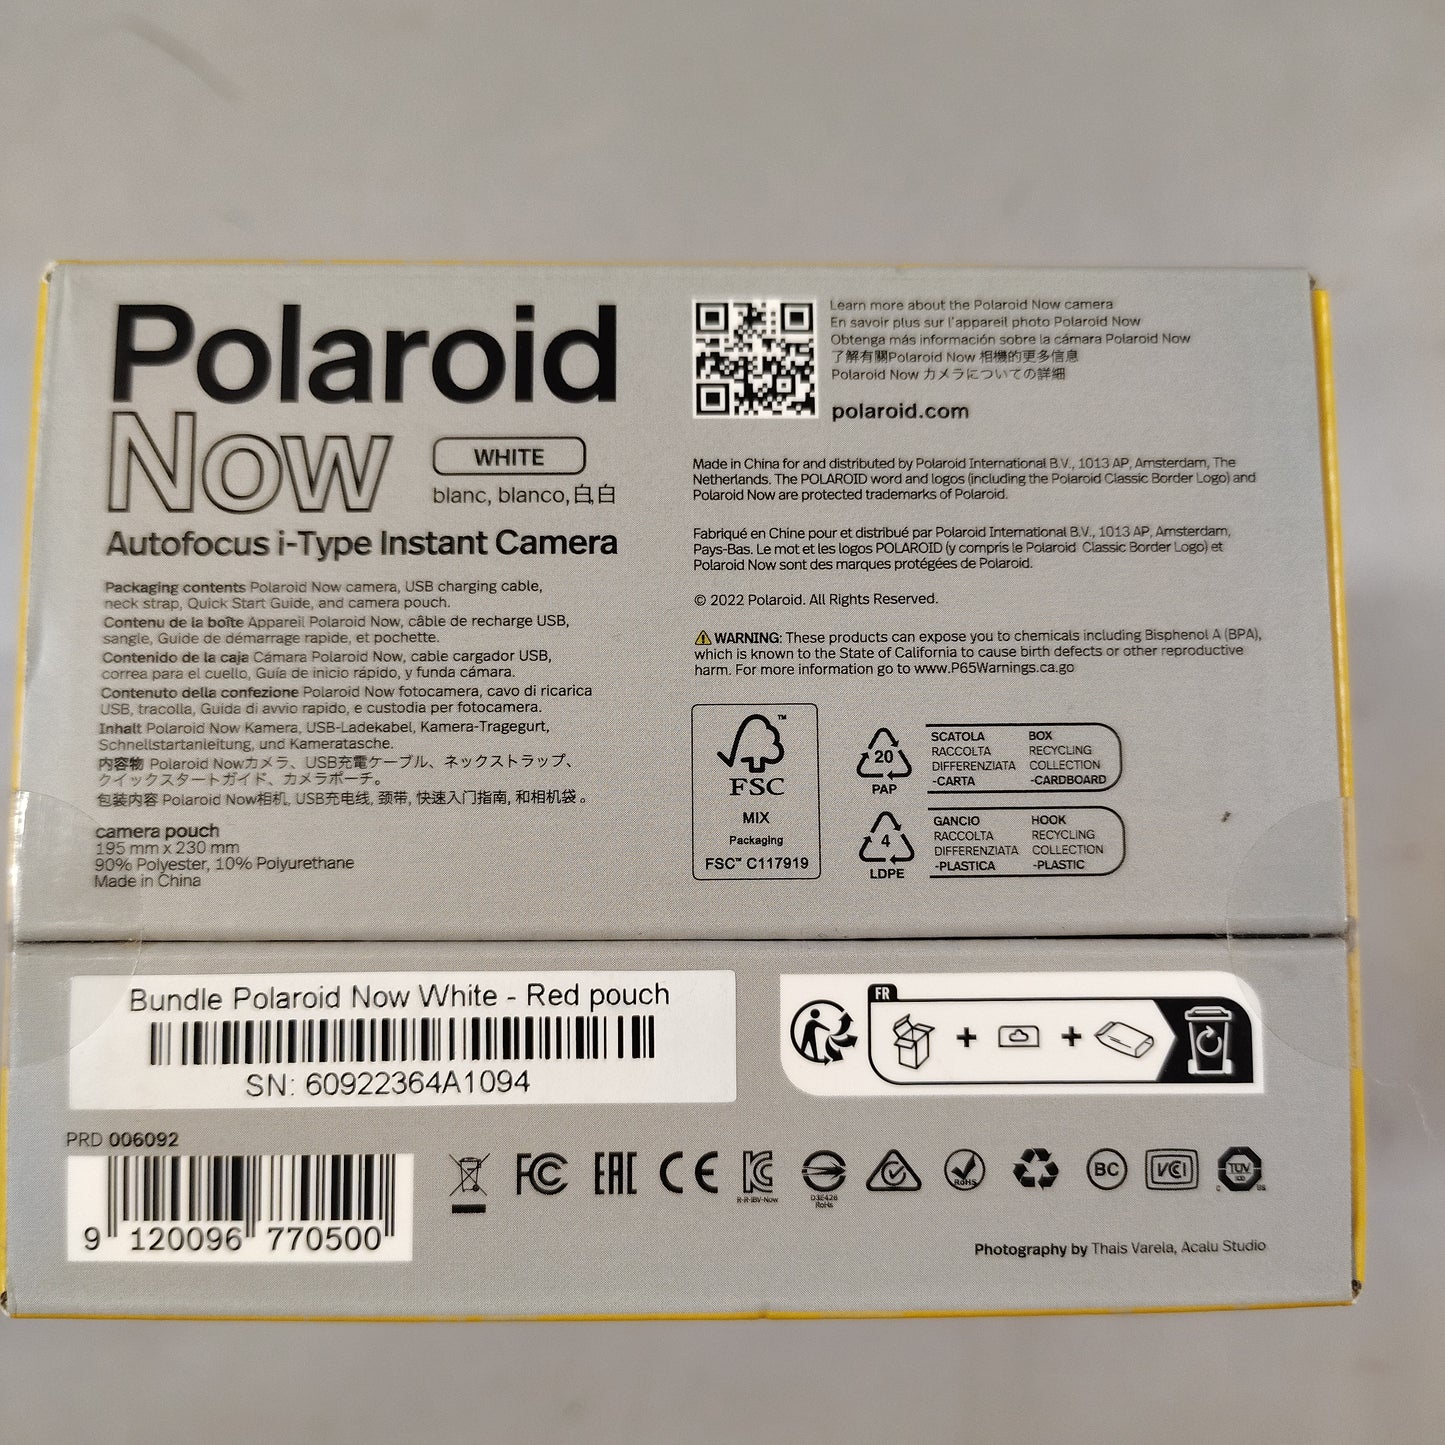 Polaroid
Now
WHITE
blanc, blanco, 白, 白
Autofocus i-Type Instant Camera
Packaging contents Polaroid Now camera, USB charging cable,
neck strap, Quick Start Guide, and camera pouch.
Contenu de la boîte Appareil Polaroid Now, câble de recharge USB,
sangle, Guide de démarrage rapide, et pochette.
Contenido de la caja Cámara Polaroid Now, cable cargador USB,
correa para el cuello, Guía de inicio rápido, y funda cámara.
Contenuto della confezione Polaroid Now fotocamera, cavo di ricarica
USB, tracolla, Guida di avvio rapido, e custodia per fotocamera.
Inhalt Polaroid Now Kamera, USB-Ladekabel, Kamera-Tragegurt,
Schnellstartanleitung, und Kameratasche.
内容物 Polaroid Nowカメラ、USB充電ケーブル、ネックストラップ、
クイックスタートガイド、カメラポーチ。
包装内容 Polaroid Now相机, USB充电线, 颈带, 快速入门指南, 和相机袋。
camera pouch
195 mm x 230 mm
90% Polyester, 10% Polyurethane
Made in China
Learn more about the Polaroid Now camera
En savoir plus sur l'appareil photo Polaroid Now
Obtenga más información sobre la cámara Polaroid Now
了解有關Polaroid Now 相機的更多信息
Polaroid Now カメラについての詳細
polaroid.com
Made in China for and distributed by Polaroid International B.V., 1013 AP, Amsterdam, The
Netherlands. The POLAROID word and logos (including the Polaroid Classic Border Logo) and
Polaroid Now are protected trademarks of Polaroid.
Fabriqué en Chine pour et distribué par Polaroid International B.V., 1013 AP, Amsterdam,
Pays-Bas. Le mot et les logos POLAROID (y compris le Polaroid Classic Border Logo) et
Polaroid Now sont des marques protégées de Polaroid.
© 2022 Polaroid. All Rights Reserved.
⚠ WARNING: These products can expose you to chemicals including Bisphenol A (BPA),
which is known to the State of California to cause birth defects or other reproductive
harm. For more information go to www.P65Warnings.ca.go
FSC™
MIX
Packaging
FSC™ C117919
20
PAP
SCATOLA
RACCOLTA
DIFFERENZIATA
-CARTA
BOX
RECYCLING
COLLECTION
-CARDBOARD
4
LDPE
GANCIO
RACCOLTA
DIFFERENZIATA
-PLASTICA
HOOK
RECYCLING
COLLECTION
-PLASTIC
Bundle Polaroid Now White - Red pouch
SN: 60922364A1094
FR
+ +
PRD 006092
9 120096 770500
FC EAC CE
R-R-IBV-Now
D3E426
RoHS
RoHS
BC
VCCI
TUV
C US
Photography by Thais Varela, Acalu Studio